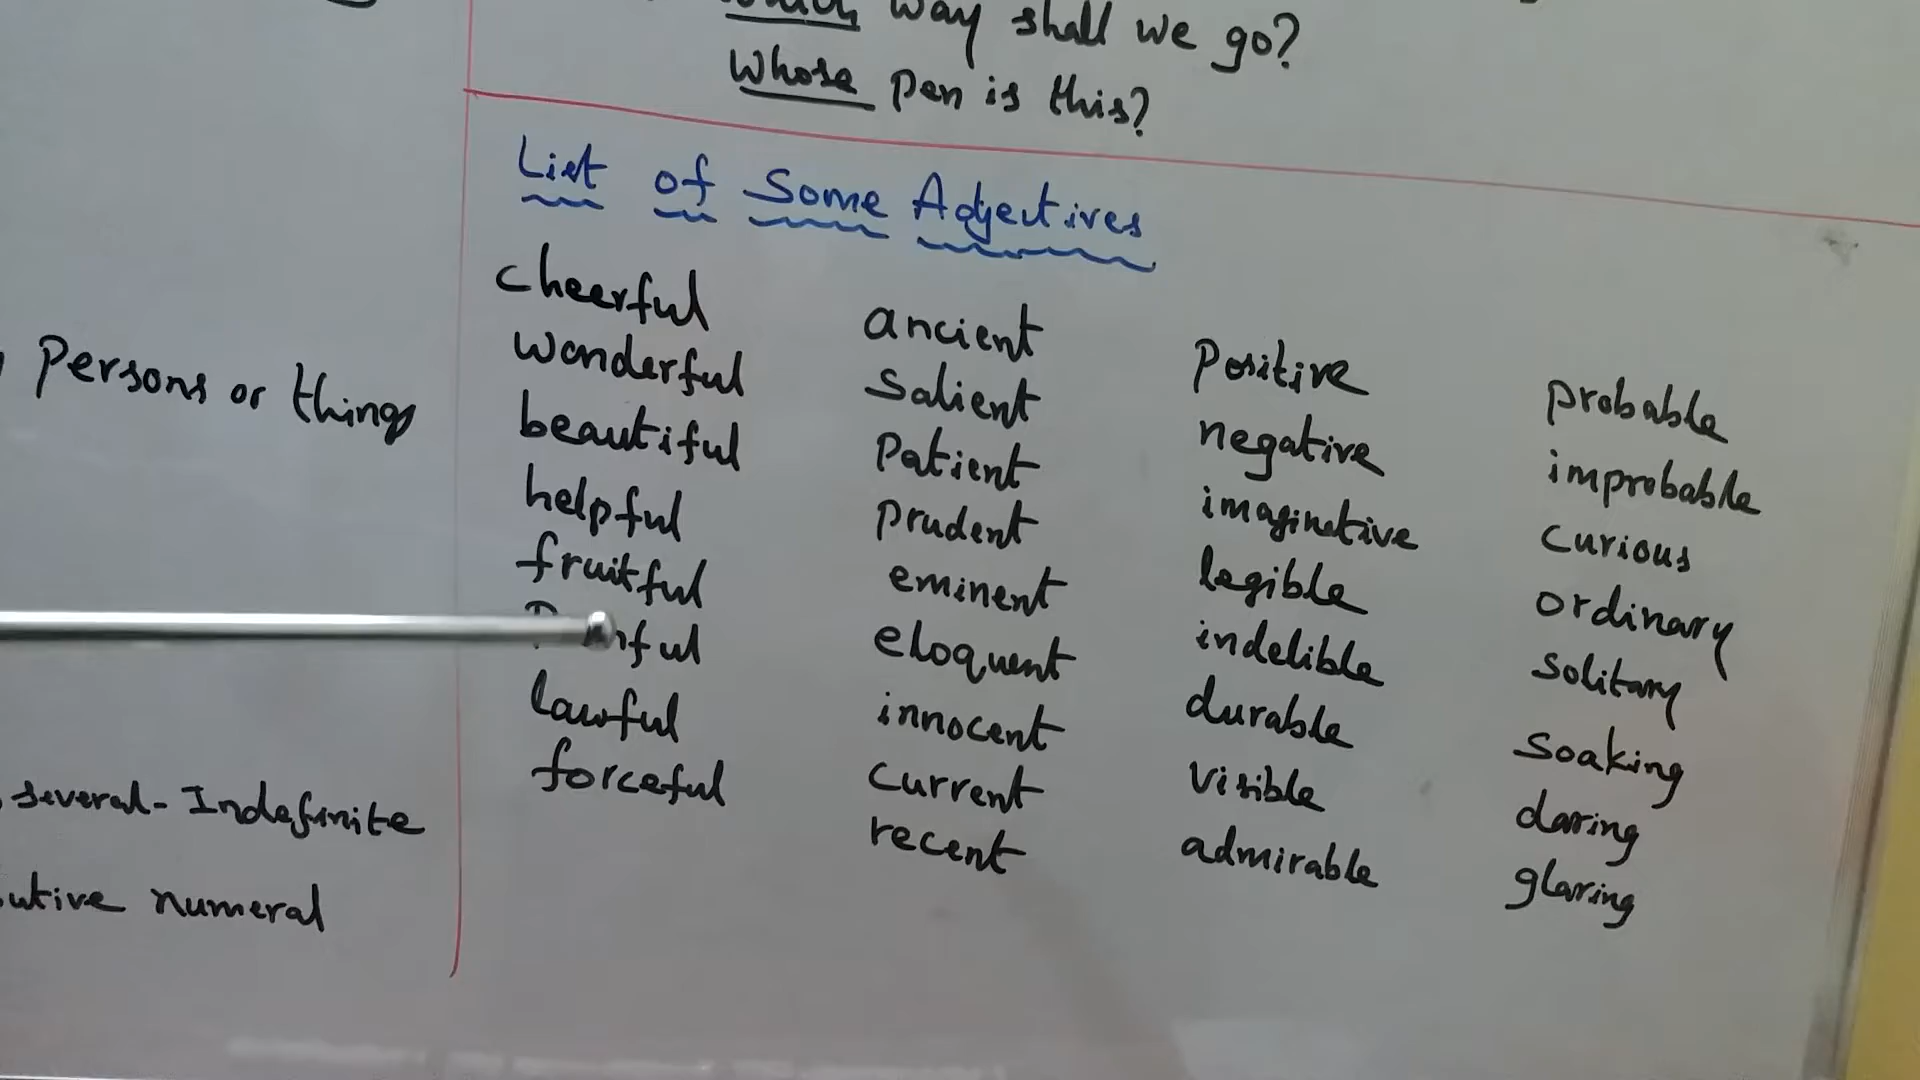 way shall we go?
Whose pen is this?
List of Some Adjectives
cheerful
wonderful
beautiful
helpful
fruitful
lawful
forceful
ancient
Salient
Patient
prudent
eminent
eloquent
innocent
current
recent
Positive
negative
imaginative
legible
indelible
durable
Visible
admirable
probable
improbable
curious
ordinary
solitary
soaking
daring
glaring
Persons or things
several - Indefinite
numeral